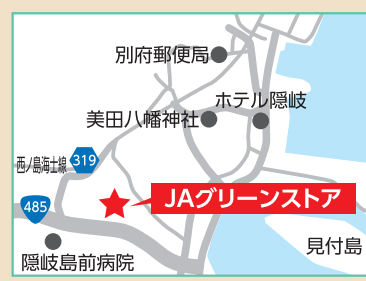 別府郵便局
ホテル隠岐
美田八幡神社
西ノ島海士線
319
JAグリーンストア
485
見付島
隠岐島前病院